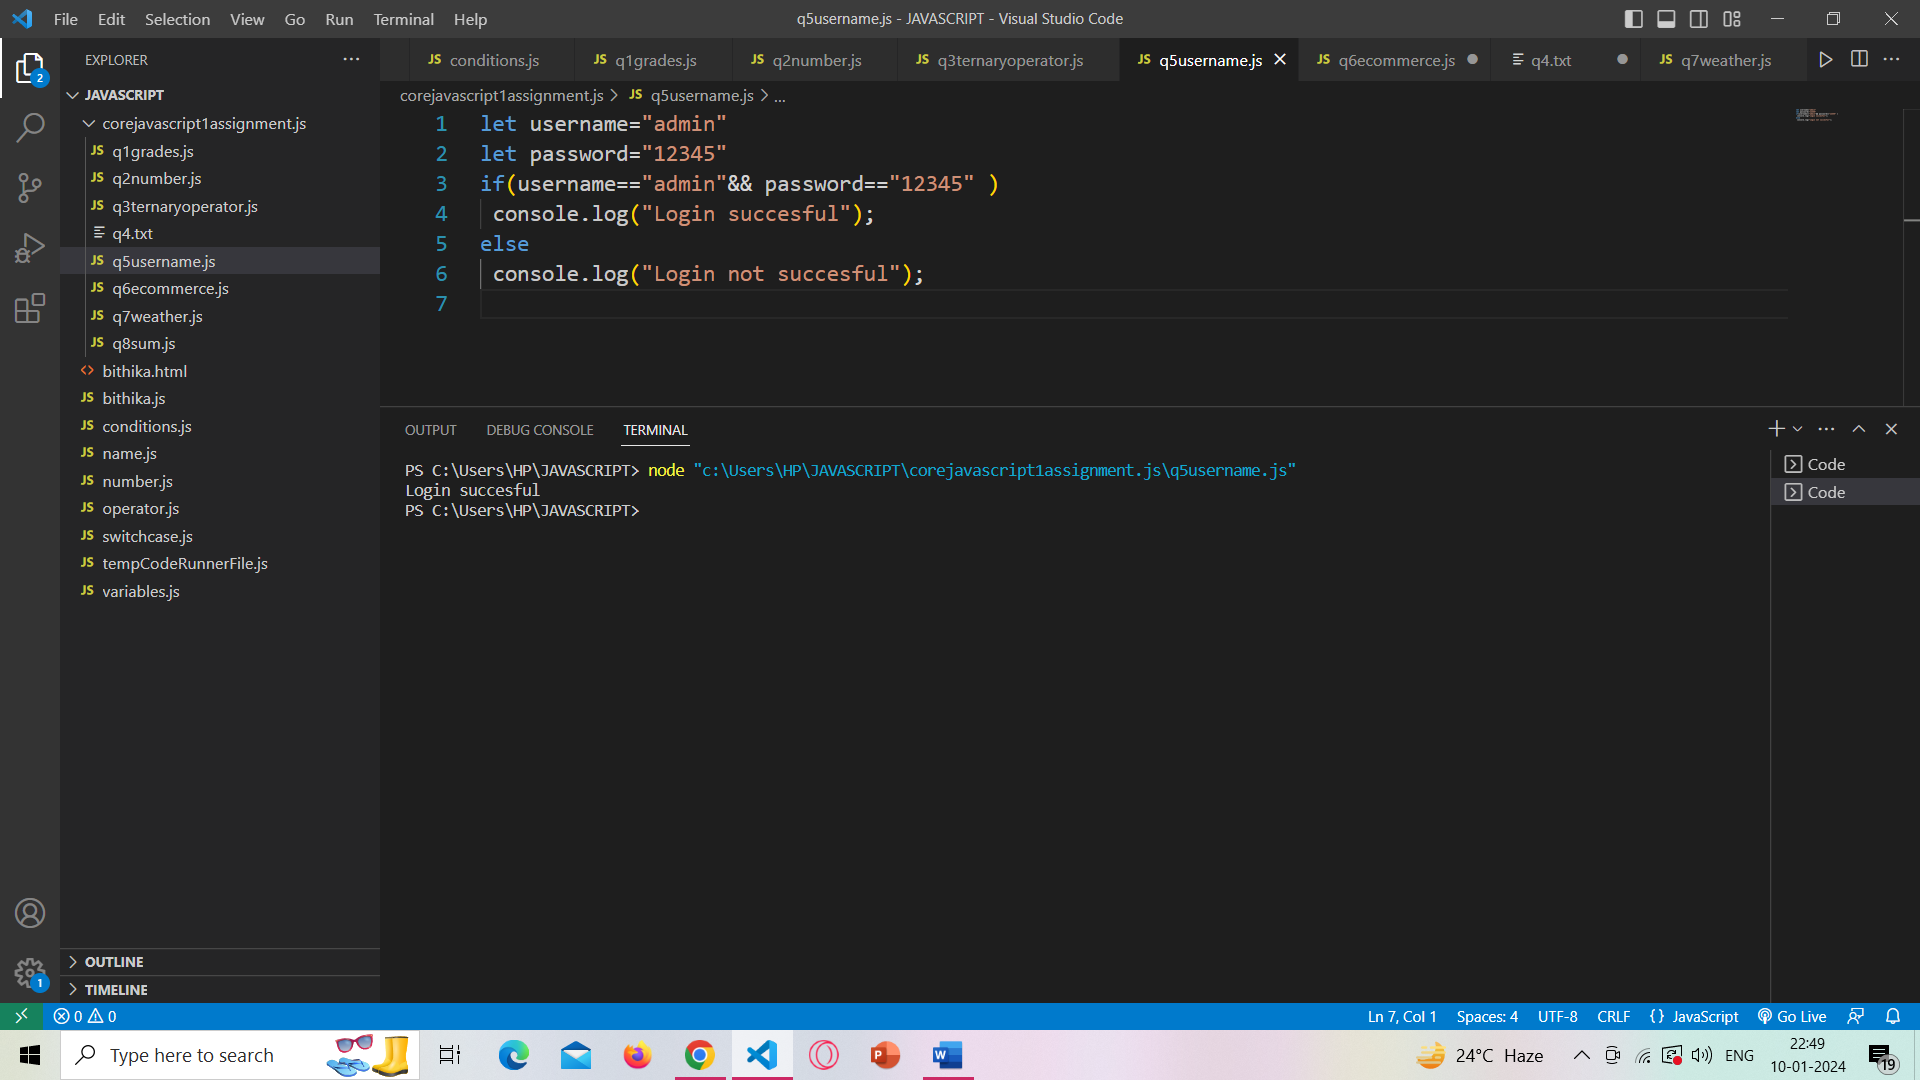 File Edit Selection View Go Run Terminal Help
q5username.js - JAVASCRIPT - Visual Studio Code
EXPLORER
JS conditions.js JS q1grades.js JS q2number.js JS q3ternaryoperator.js JS q5username.js JS q6ecommerce.js q4.txt JS q7weather.js
2
JAVASCRIPT
corejavascript1assignment.js
JS q1grades.js
JS q2number.js
JS q3ternaryoperator.js
q4.txt
JS q5username.js
JS q6ecommerce.js
JS q7weather.js
JS q8sum.js
bithika.html
JS bithika.js
JS conditions.js
JS name.js
JS number.js
JS operator.js
JS switchcase.js
JS tempCodeRunnerFile.js
JS variables.js
OUTLINE
TIMELINE
1
corejavascript1assignment.js > JS q5username.js > ...
1 let username="admin"
2 let password="12345"
3 if(username=="admin"&& password=="12345" )
4 console.log("Login succesful");
5 else
6 console.log("Login not succesful");
7
OUTPUT DEBUG CONSOLE TERMINAL
PS C:\Users\HP\JAVASCRIPT> node "c:\Users\HP\JAVASCRIPT\corejavascript1assignment.js\q5username.js"
Login succesful
PS C:\Users\HP\JAVASCRIPT>
Code
Code
0 0 Ln 7, Col 1 Spaces: 4 UTF-8 CRLF {} JavaScript Go Live
Type here to search
P
W
24°C Haze
ENG
22:49
10-01-2024
19